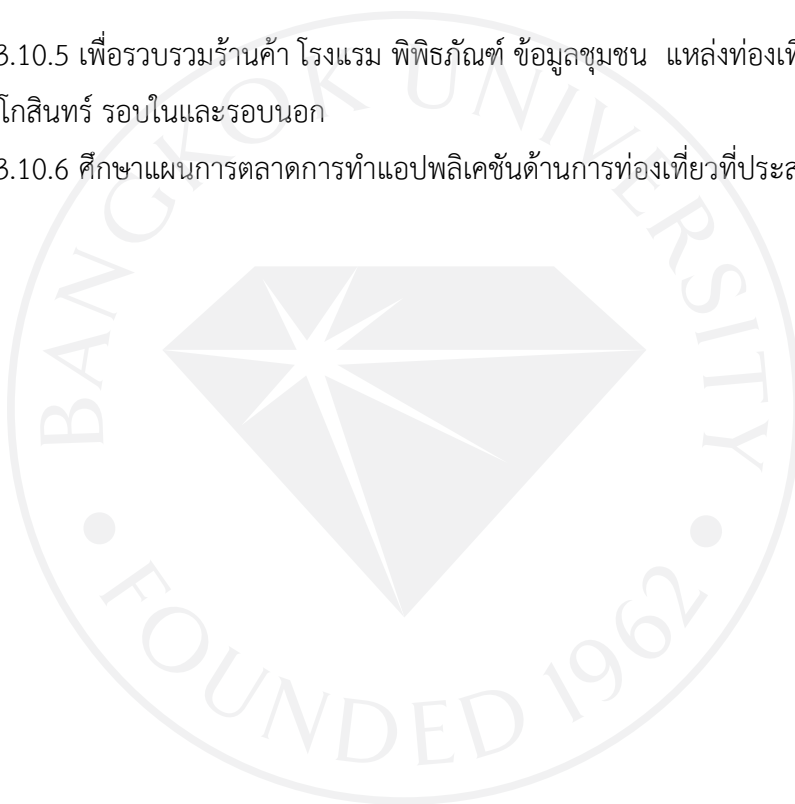 3.10.5 เพื่อรวบรวมร้านค้า โรงแรม พิพิธภัณฑ์ ข้อมูลชุมชน แหล่งท่องเที่
โกสินทร์ รอบในและรอบนอก
3.10.6 ศึกษาแผนการตลาดการทำแอปพลิเคชันด้านการท่องเที่ยวที่ประส
BANGKOK UNIVERSITY
• FOUNDED 1962 •